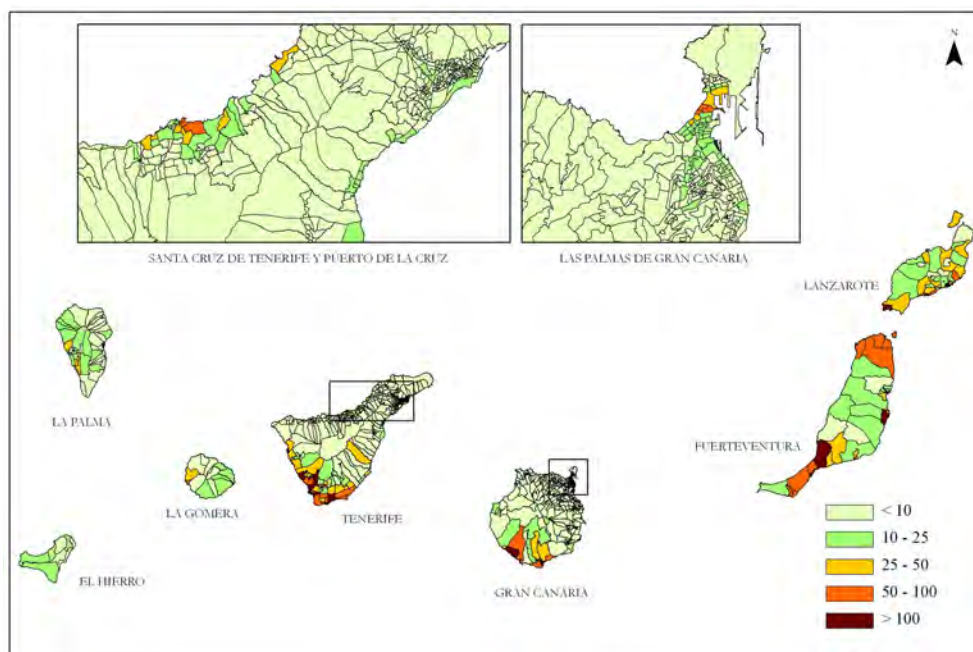 N
SANTA CRUZ DE TENERIFE Y PUERTO DE LA CRUZ
LAS PALMAS DE GRAN CANARIA
LANZAROTE
LA PALMA
FUERTEVENTURA
LA GOMERA
TENERIFE
EL HIERRO
GRAN CANARIA
< 10
10 - 25
25 - 50
50 - 100
> 100